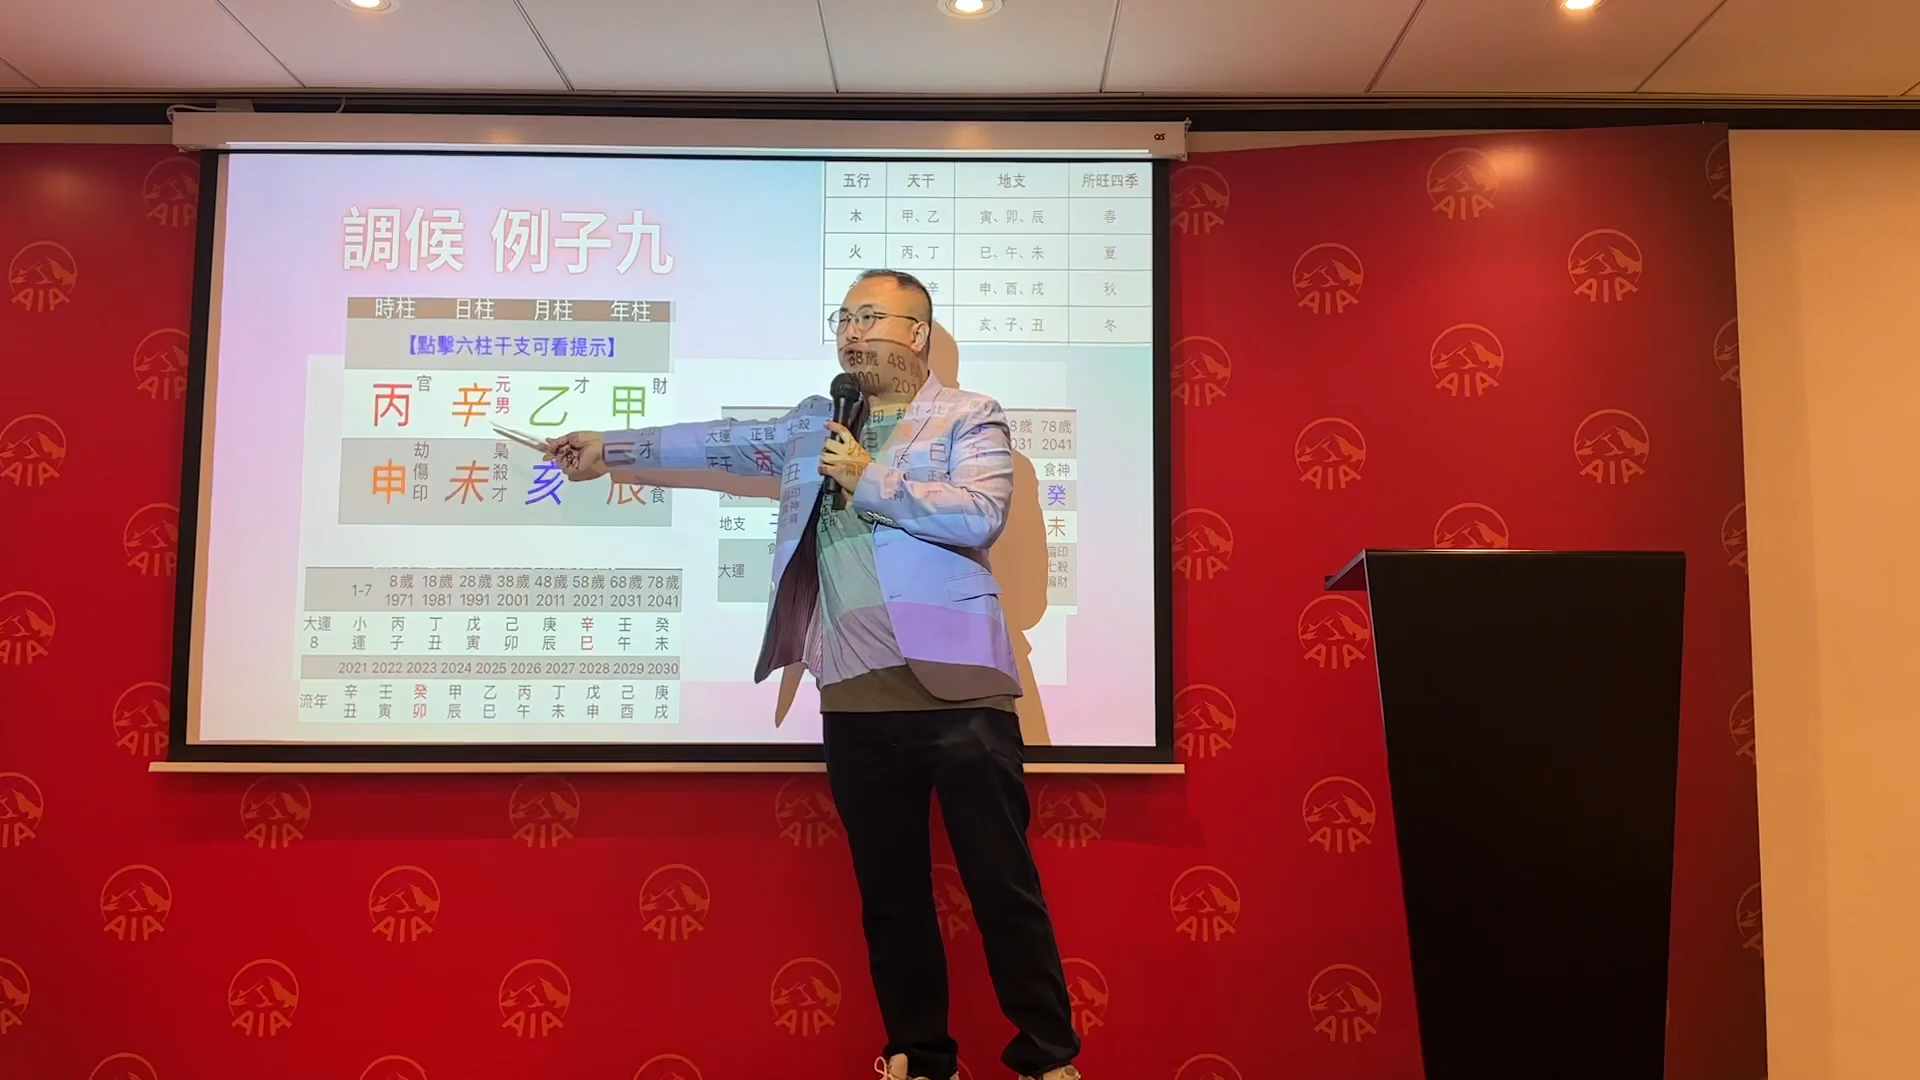 調候 例子九
時柱 日柱 月柱 年柱
【點擊六柱干支可看提示】
丙 官 辛 元男 乙 才 甲 財
申 劫傷印 未 梟殺才 亥 辰
1-7 8歲 18歲 28歲 38歲 48歲 58歲 68歲 78歲
1971 1981 1991 2001 2011 2021 2031 2041
大運 小 丙 丁 戊 己 庚 辛 壬 癸
8 運 子 丑 寅 卯 辰 巳 午 未
2021 2022 2023 2024 2025 2026 2027 2028 2029 2030
流年 辛 壬 癸 甲 乙 丙 丁 戊 己 庚
丑 寅 卯 辰 巳 午 未 申 酉 戌
五行 天干 地支 所旺四季
木 甲、乙 寅、卯、辰 春
火 丙、丁 巳、午、未 夏
辛 申、酉、戌 秋
亥、子、丑 冬
78歲
2041
大運 正官
食神
丙 癸
地支 未
大運
AIA